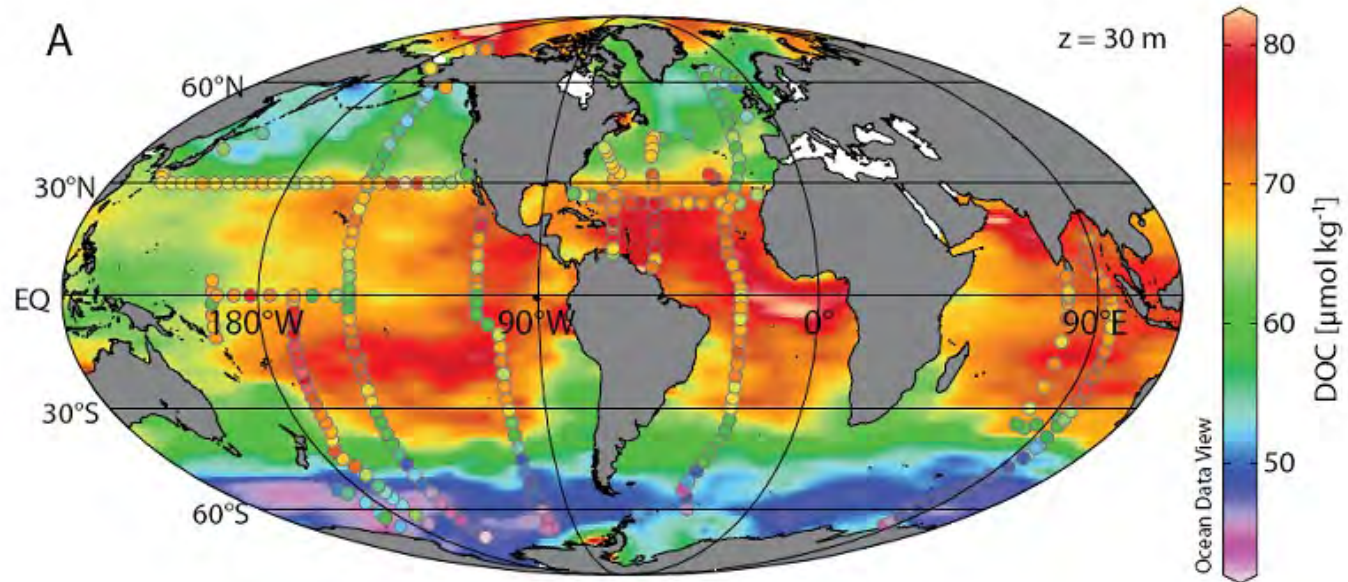 A
z = 30 m
60°N
30°N
EQ
180°W
90°W
0°
90°E
30°S
60°S
80
70
60
50
DOC [μmol kg⁻¹]
Ocean Data View